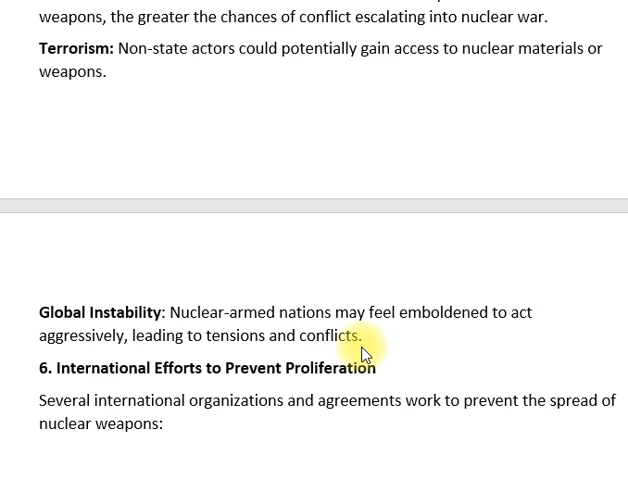 weapons, the greater the chances of conflict escalating into nuclear war.
Terrorism: Non-state actors could potentially gain access to nuclear materials or
weapons.
Global Instability: Nuclear-armed nations may feel emboldened to act
aggressively, leading to tensions and conflicts.
6. International Efforts to Prevent Proliferation
Several international organizations and agreements work to prevent the spread of
nuclear weapons: